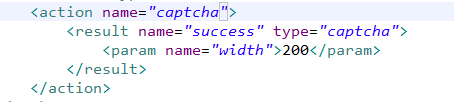 <action name="captcha">
<result name="success" type="captcha">
<param name="width">200</param>
</result>
</action>